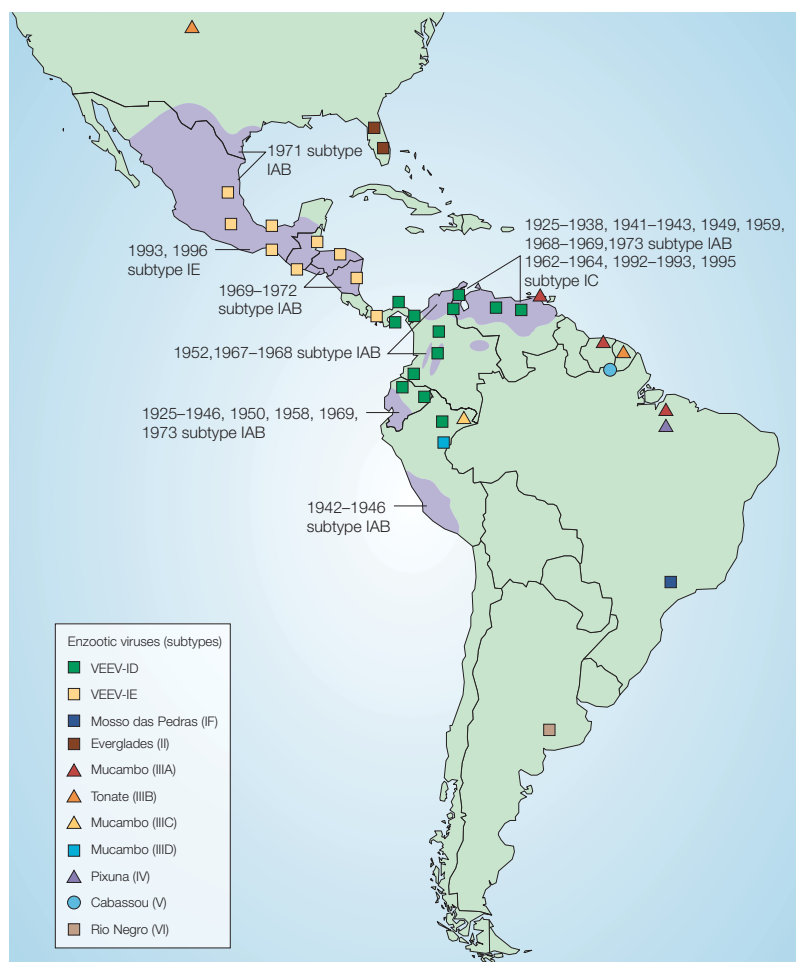 1971 subtype
IAB
1925–1938, 1941–1943, 1949, 1959,
1968–1969,1973 subtype IAB
1962–1964, 1992–1993, 1995
subtype IC
1993, 1996
subtype IE
1969–1972
subtype IAB
1952,1967–1968 subtype IAB
1925–1946, 1950, 1958, 1969,
1973 subtype IAB
1942–1946
subtype IAB
Enzootic viruses (subtypes)
VEEV-ID
VEEV-IE
Mosso das Pedras (IF)
Everglades (II)
Mucambo (IIIA)
Tonate (IIIB)
Mucambo (IIIC)
Mucambo (IIID)
Pixuna (IV)
Cabassou (V)
Rio Negro (VI)